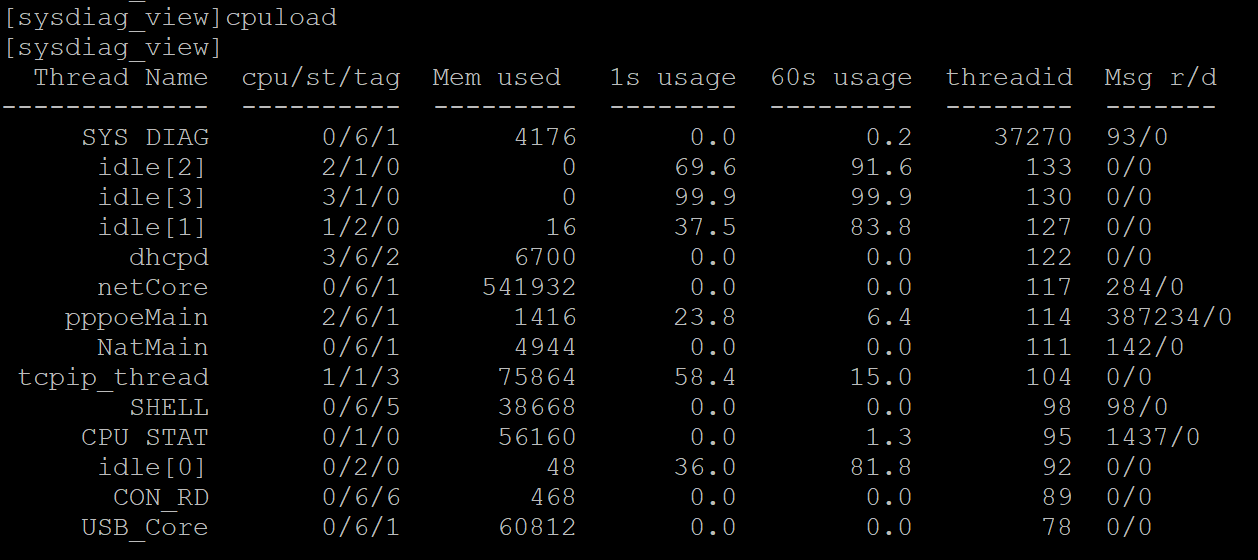 [sysdiag_view]cpuload
[sysdiag_view]
Thread Name cpu/st/tag Mem used 1s usage 60s usage threadid Msg r/d
------------- ---------- --------- -------- --------- -------- -------
SYS DIAG 0/6/1 4176 0.0 0.2 37270 93/0
idle[2] 2/1/0 0 69.6 91.6 133 0/0
idle[3] 3/1/0 0 99.9 99.9 130 0/0
idle[1] 1/2/0 16 37.5 83.8 127 0/0
dhcpd 3/6/2 6700 0.0 0.0 122 0/0
netCore 0/6/1 541932 0.0 0.0 117 284/0
pppoeMain 2/6/1 1416 23.8 6.4 114 387234/0
NatMain 0/6/1 4944 0.0 0.0 111 142/0
tcpip_thread 1/1/3 75864 58.4 15.0 104 0/0
SHELL 0/6/5 38668 0.0 0.0 98 98/0
CPU STAT 0/1/0 56160 0.0 1.3 95 1437/0
idle[0] 0/2/0 48 36.0 81.8 92 0/0
CON_RD 0/6/6 468 0.0 0.0 89 0/0
USB_Core 0/6/1 60812 0.0 0.0 78 0/0